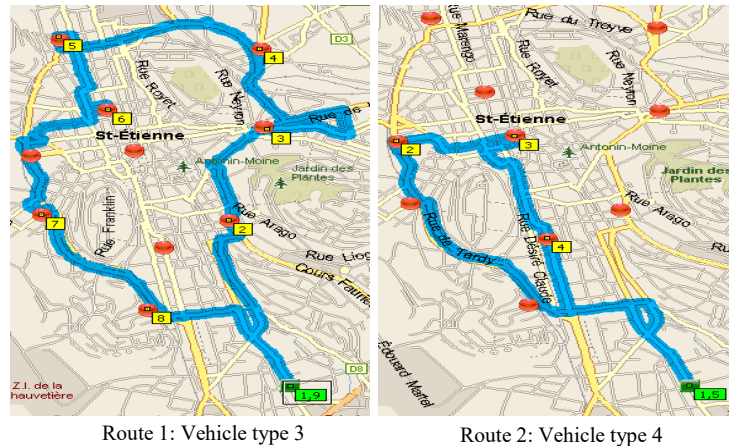 5
4
D3
Rue Royet
Rue Neyron
6
Rue de
3
St-Étienne
Antonin-Moine
Jardin des
Plantes
7
Rue Franklin
2
Rue Arago
Rue
Cours Faurie
8
D8
Z.I. de la
hauvetière
1,9
Route 1: Vehicle type 3
Rue du Treyve
Rue Marengo
Rue Royet
Rue Neyron
St-Étienne
2
3
Antonin-Moine
Jardin des
Plantes
Rue Arago
Rue de Tardy
Rue Désiré Claude
4
Édouard Martel
1,5
Route 2: Vehicle type 4